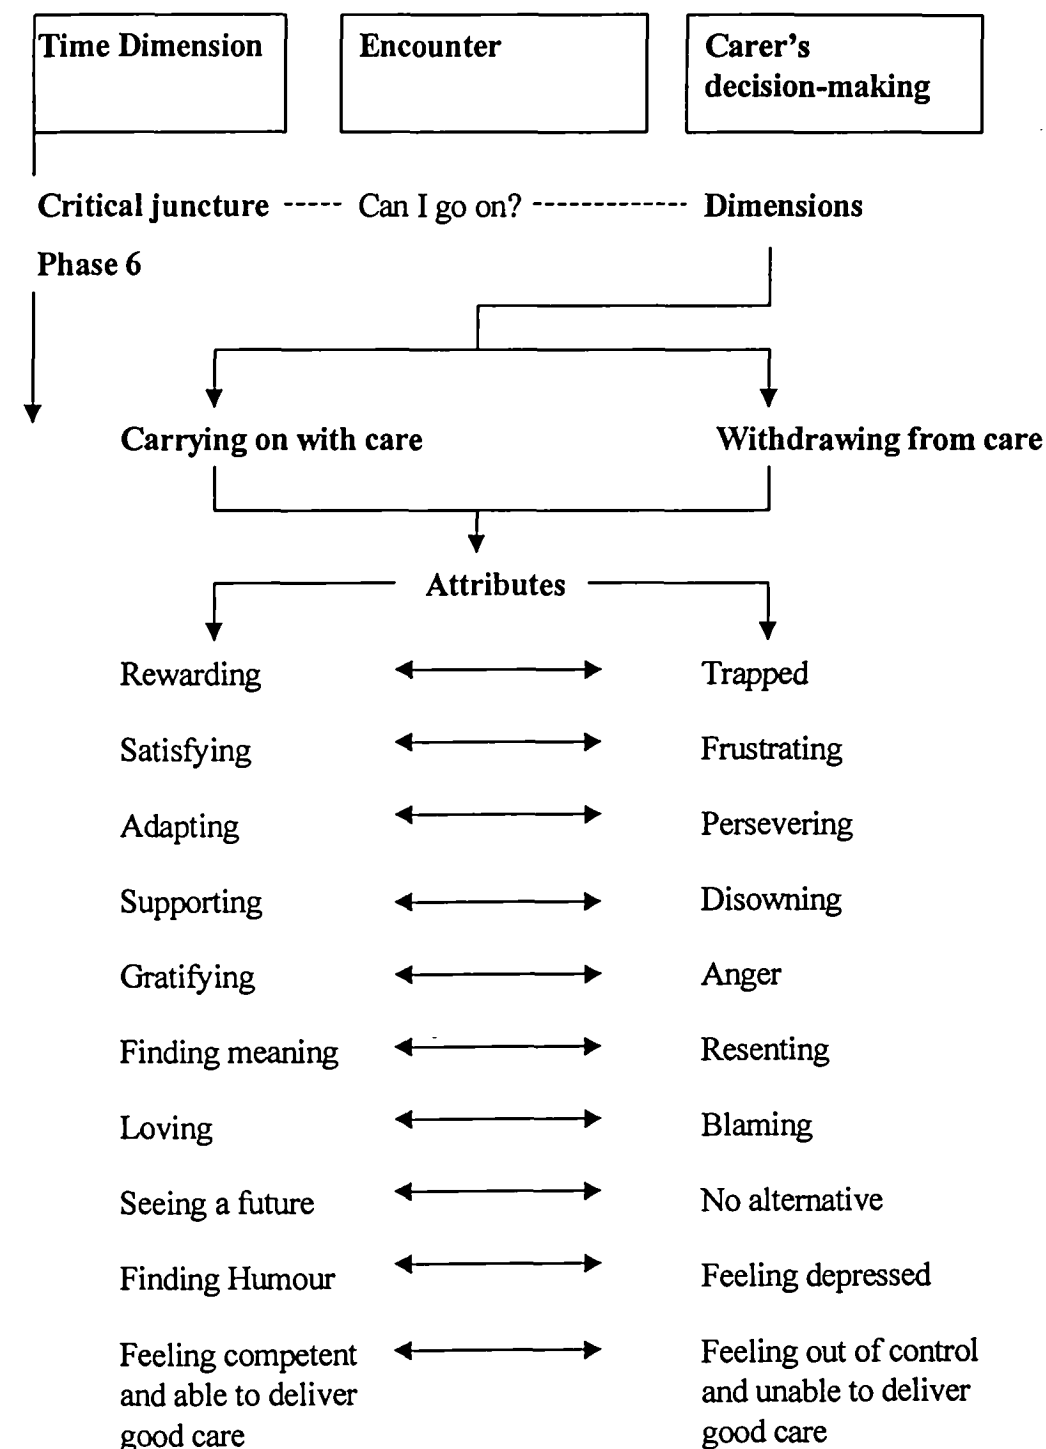 Time Dimension
Encounter
Carer's
decision-making
Critical juncture ----- Can I go on? ------------- Dimensions
Phase 6
Carrying on with care
Withdrawing from care
Attributes
Rewarding
Trapped
Satisfying
Frustrating
Adapting
Persevering
Supporting
Disowning
Gratifying
Anger
Finding meaning
Resenting
Loving
Blaming
Seeing a future
No alternative
Finding Humour
Feeling depressed
Feeling competent
and able to deliver
good care
Feeling out of control
and unable to deliver
good care